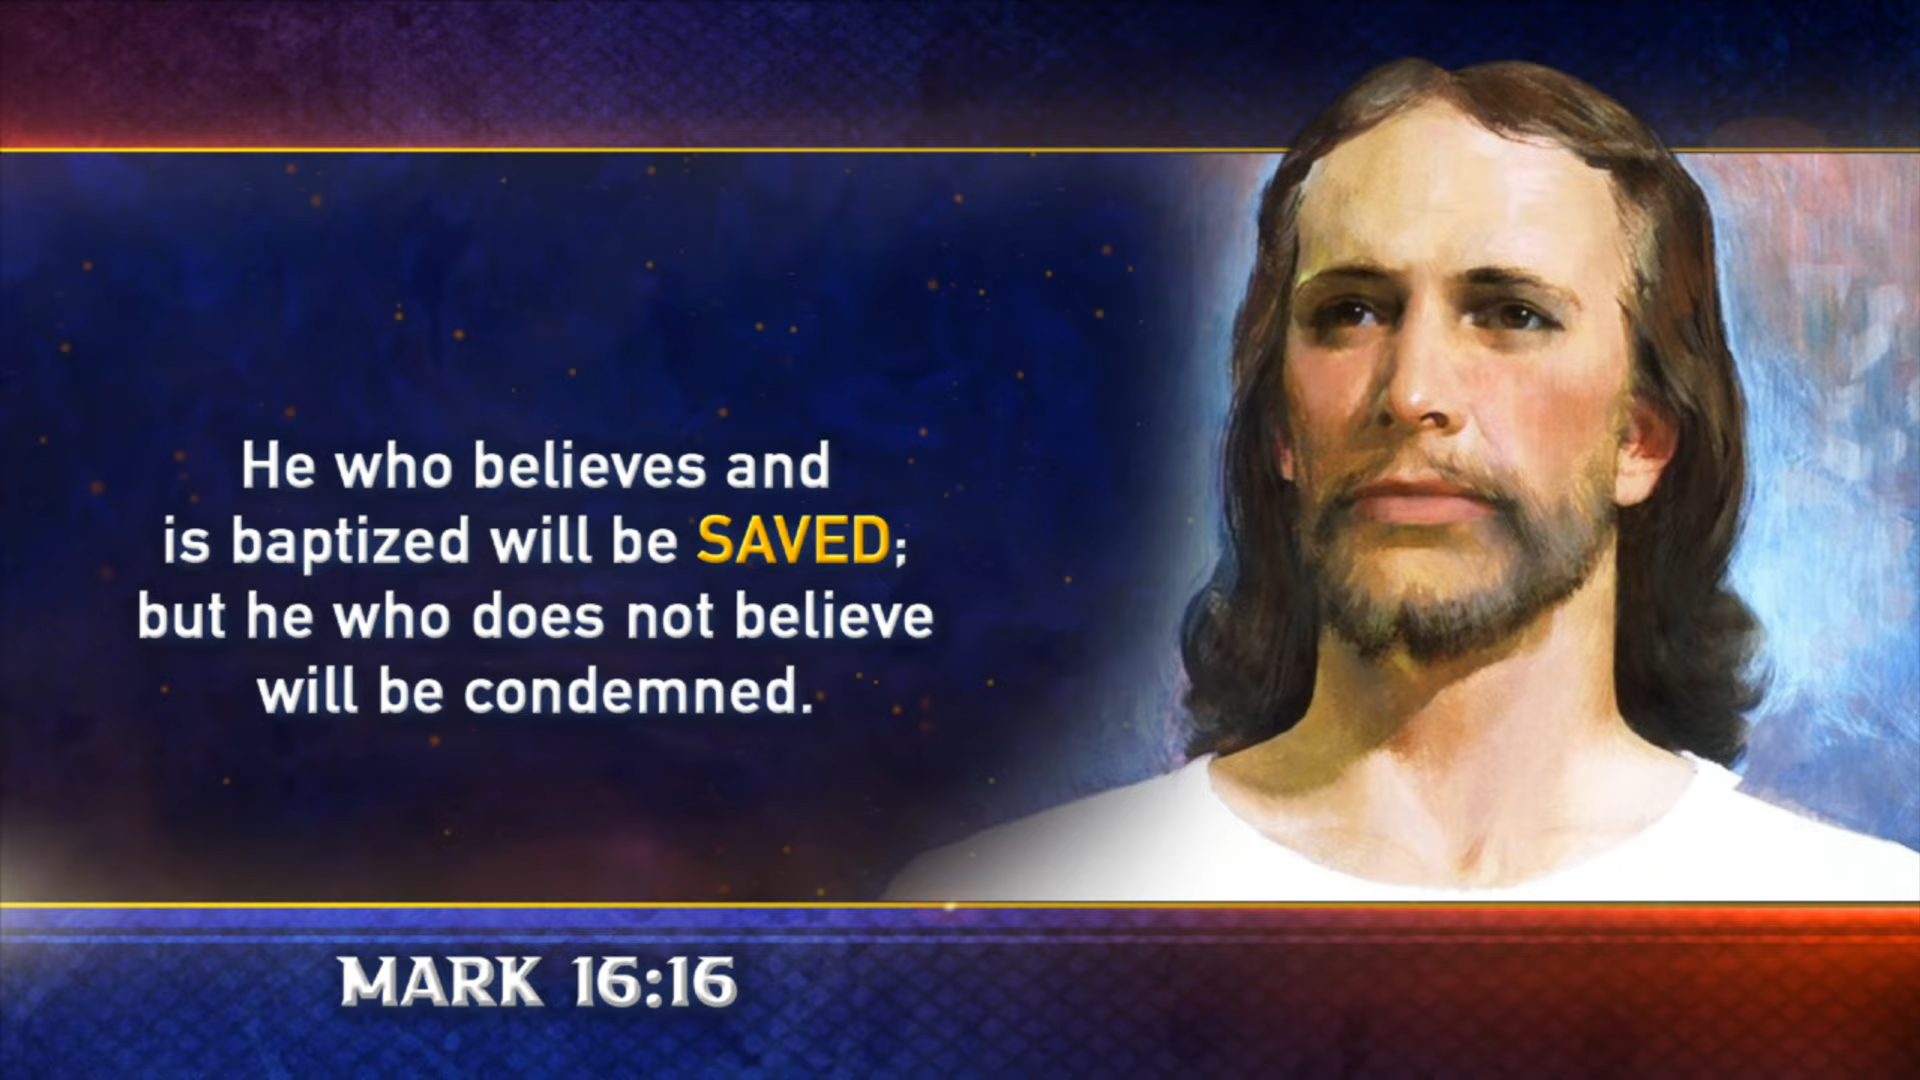 He who believes and
is baptized will be SAVED;
but he who does not believe
will be condemned.
MARK 16:16